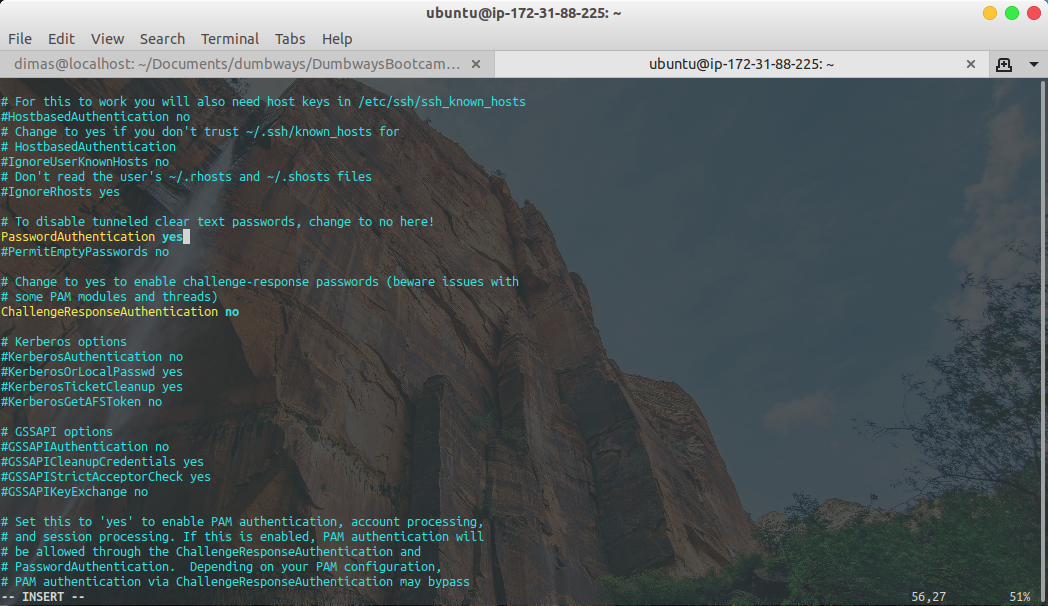 ubuntu@ip-172-31-88-225: ~
File Edit View Search Terminal Tabs Help
dimas@localhost: ~/Documents/dumbways/DumbwaysBootcam...
ubuntu@ip-172-31-88-225: ~
# For this to work you will also need host keys in /etc/ssh/ssh_known_hosts
#HostbasedAuthentication no
# Change to yes if you don't trust ~/.ssh/known_hosts for
# HostbasedAuthentication
#IgnoreUserKnownHosts no
# Don't read the user's ~/.rhosts and ~/.shosts files
#IgnoreRhosts yes
# To disable tunneled clear text passwords, change to no here!
PasswordAuthentication yes
#PermitEmptyPasswords no
# Change to yes to enable challenge-response passwords (beware issues with
# some PAM modules and threads)
ChallengeResponseAuthentication no
# Kerberos options
#KerberosAuthentication no
#KerberosOrLocalPasswd yes
#KerberosTicketCleanup yes
#KerberosGetAFSToken no
# GSSAPI options
#GSSAPIAuthentication no
#GSSAPICleanupCredentials yes
#GSSAPIStrictAcceptorCheck yes
#GSSAPIKeyExchange no
# Set this to 'yes' to enable PAM authentication, account processing,
# and session processing. If this is enabled, PAM authentication will
# be allowed through the ChallengeResponseAuthentication and
# PasswordAuthentication.  Depending on your PAM configuration,
# PAM authentication via ChallengeResponseAuthentication may bypass
-- INSERT -- 56,27 51%